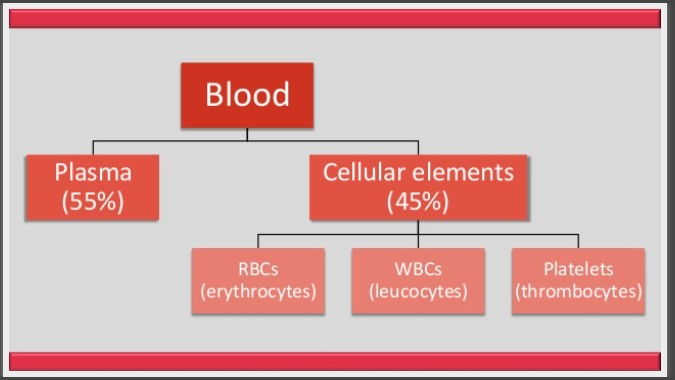 Blood
Plasma
(55%)
Cellular elements
(45%)
RBCs
(erythrocytes)
WBCs
(leucocytes)
Platelets
(thrombocytes)